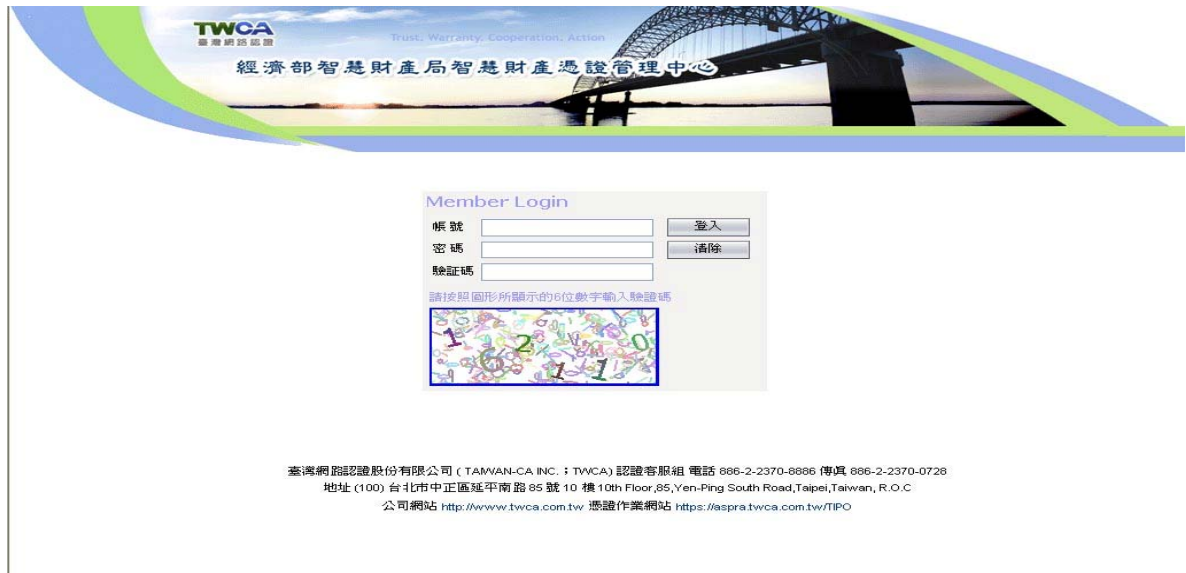 TWCA
臺灣網路認證
Trust, Warranty, Cooperation, Action
經濟部智慧財產局智慧財產憑證管理中心
Member Login
帳號 登入
密碼 清除
驗証碼
請按照圖形所顯示的6位數字輸入驗證碼
162110
臺灣網路認證股份有限公司 ( TAIWAN-CA INC.；TWCA) 認證客服組 電話 886-2-2370-8886 傳真 886-2-2370-0728
地址 (100) 台北市中正區延平南路 85 號 10 樓 10th Floor,85,Yen-Ping South Road,Taipei,Taiwan, R.O.C
公司網站 http://www.twca.com.tw 憑證作業網站 https://aspra.twca.com.tw/TIPO